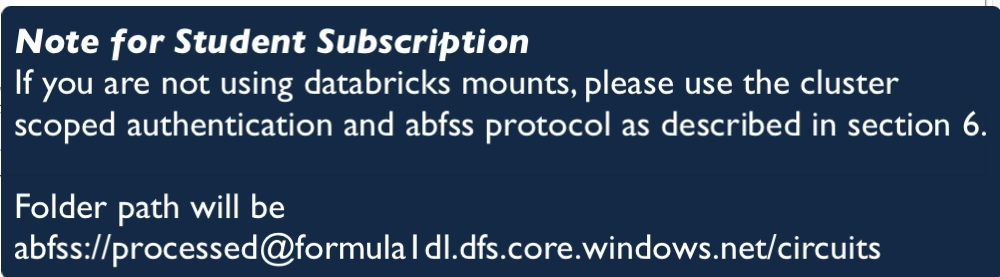 Note for Student Subscription
If you are not using databricks mounts, please use the cluster
scoped authentication and abfss protocol as described in section 6.
Folder path will be
abfss://processed@formula1dl.dfs.core.windows.net/circuits